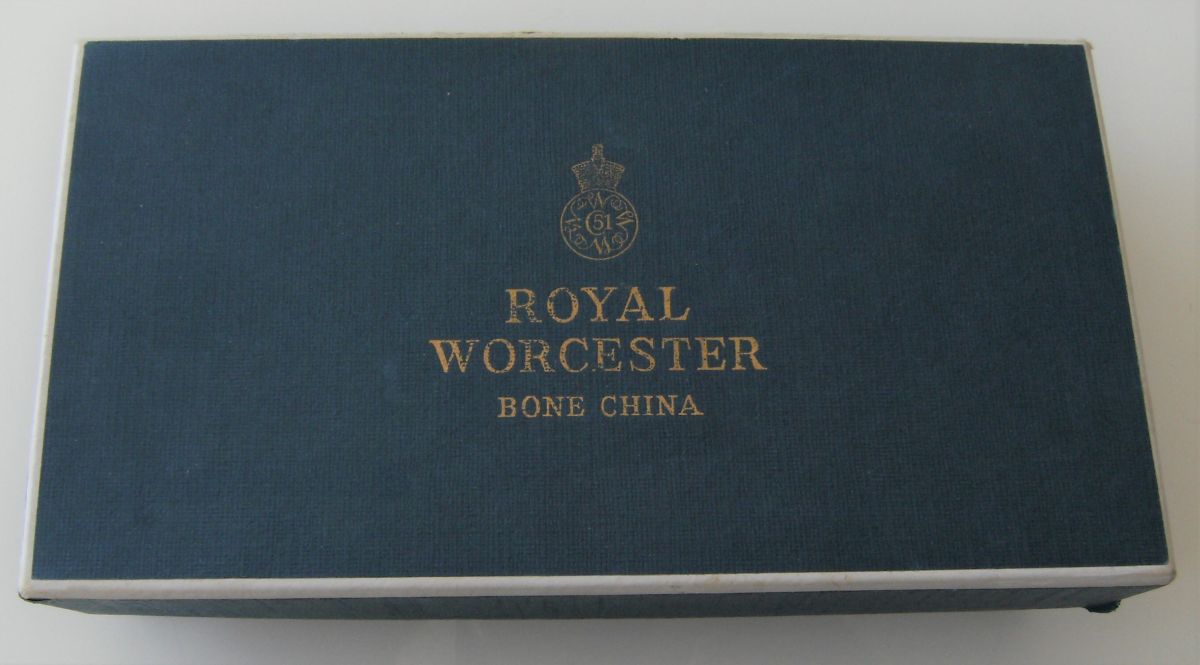 51
ROYAL
WORCESTER
BONE CHINA